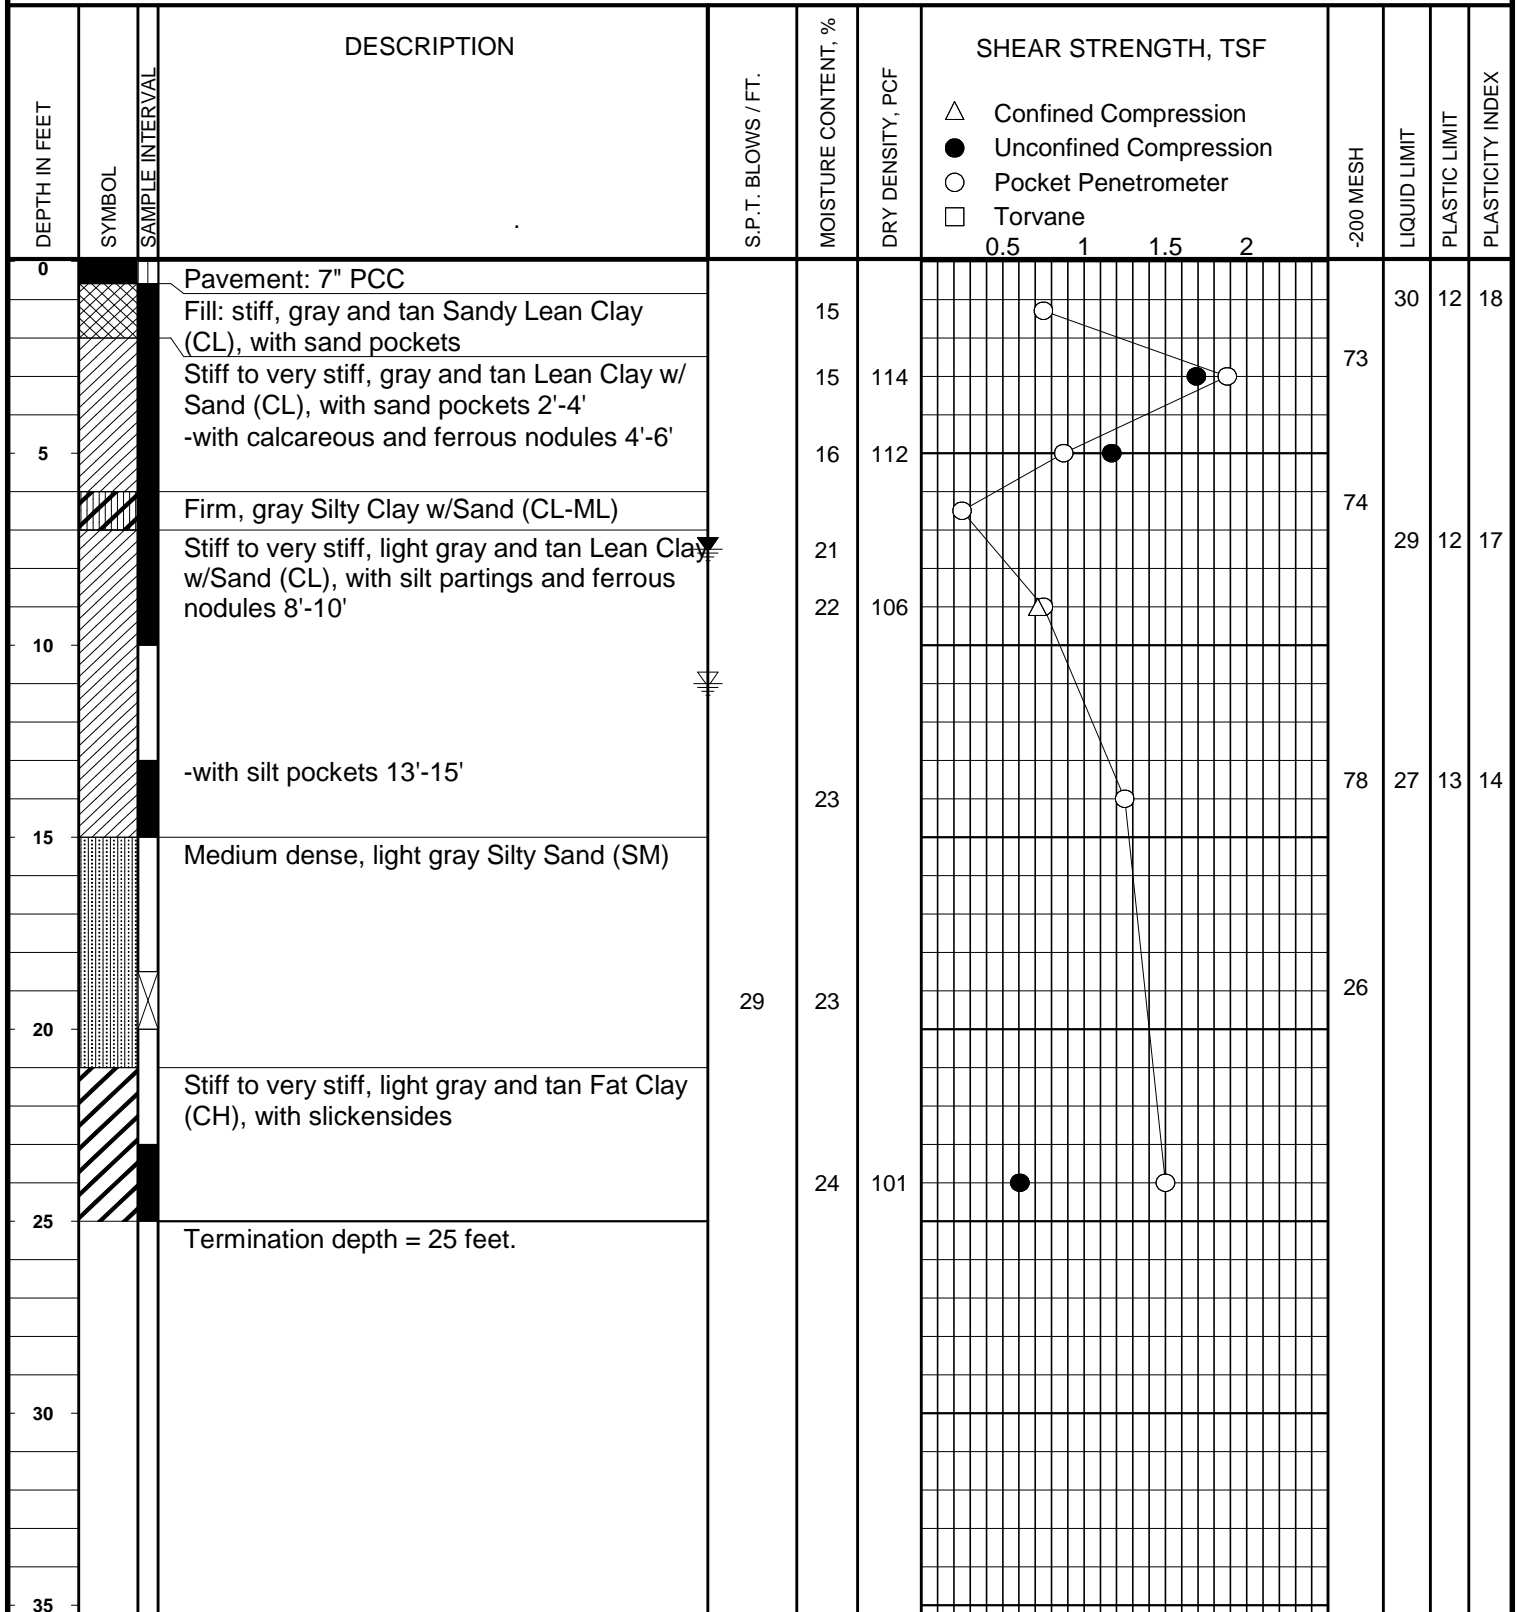 DESCRIPTION
SHEAR STRENGTH, TSF
DEPTH IN FEET
SYMBOL
SAMPLE INTERVAL
.
S.P.T. BLOWS / FT.
MOISTURE CONTENT, %
DRY DENSITY, PCF
Confined Compression
Unconfined Compression
Pocket Penetrometer
Torvane
0.5 1 1.5 2
-200 MESH
LIQUID LIMIT
PLASTIC LIMIT
PLASTICITY INDEX
0
Pavement: 7" PCC
30 12 18
Fill: stiff, gray and tan Sandy Lean Clay 15
(CL), with sand pockets
73
Stiff to very stiff, gray and tan Lean Clay w/ 15 114
Sand (CL), with sand pockets 2'-4'
-with calcareous and ferrous nodules 4'-6'
5 16 112
74
Firm, gray Silty Clay w/Sand (CL-ML)
29 12 17
Stiff to very stiff, light gray and tan Lean Clay 21
w/Sand (CL), with silt partings and ferrous
nodules 8'-10' 22 106
10
-with silt pockets 13'-15' 78 27 13 14
23
15
Medium dense, light gray Silty Sand (SM)
26
29 23
20
Stiff to very stiff, light gray and tan Fat Clay
(CH), with slickensides
24 101
25
Termination depth = 25 feet.
30
35